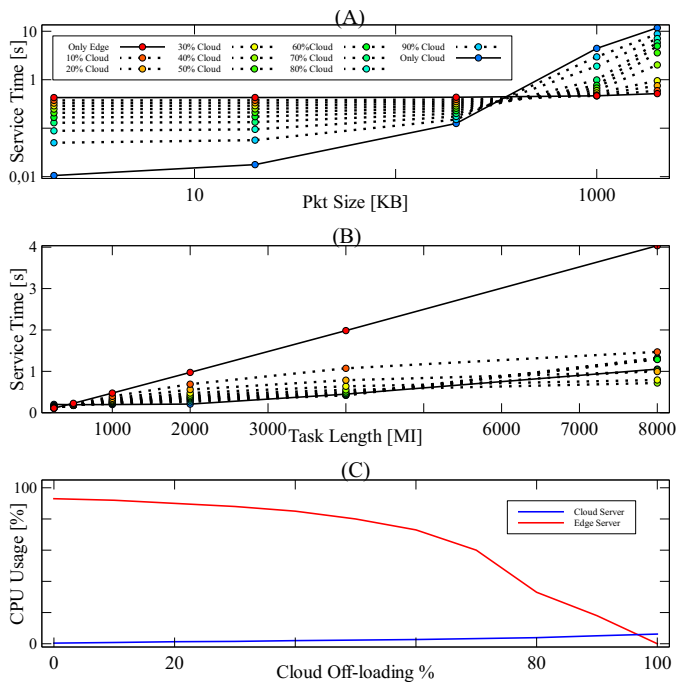 (A)
10
1
0,01
Service Time [s]
Only Edge 30% Cloud 60%Cloud 90% Cloud
10% Cloud 40% Cloud 70%Cloud Only Cloud
20% Cloud 50% Cloud 80%Cloud
10 1000
Pkt Size [KB]
(B)
4
3
2
1
0
Service Time [s]
1000 2000 3000 6000 7000 8000
Task Length [MI]
(C)
100
0
CPU Usage [%]
Cloud Server
Edge Server
0 20 80 100
Cloud Off-loading %